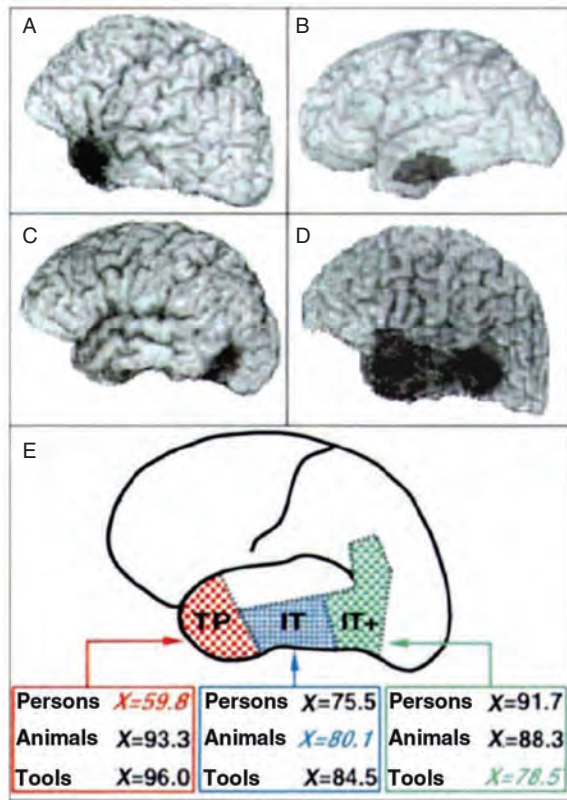 A
B
C
D
E
TP
IT
IT+
Persons X=59.8
Animals X=93.3
Tools X=96.0
Persons X=75.5
Animals X=80.1
Tools X=84.5
Persons X=91.7
Animals X=88.3
Tools X=78.5